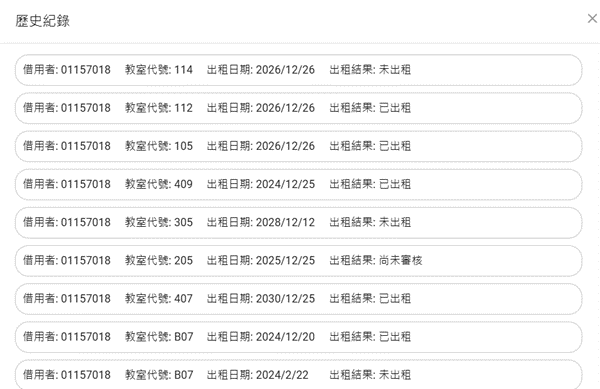 歷史紀錄
借用者: 01157018 教室代號: 114 出租日期: 2026/12/26 出租結果: 未出租
借用者: 01157018 教室代號: 112 出租日期: 2026/12/26 出租結果: 已出租
借用者: 01157018 教室代號: 105 出租日期: 2026/12/26 出租結果: 已出租
借用者: 01157018 教室代號: 409 出租日期: 2024/12/25 出租結果: 已出租
借用者: 01157018 教室代號: 305 出租日期: 2028/12/12 出租結果: 未出租
借用者: 01157018 教室代號: 205 出租日期: 2025/12/25 出租結果: 尚未審核
借用者: 01157018 教室代號: 407 出租日期: 2030/12/25 出租結果: 已出租
借用者: 01157018 教室代號: B07 出租日期: 2024/12/20 出租結果: 已出租
借用者: 01157018 教室代號: B07 出租日期: 2024/2/22 出租結果: 未出租